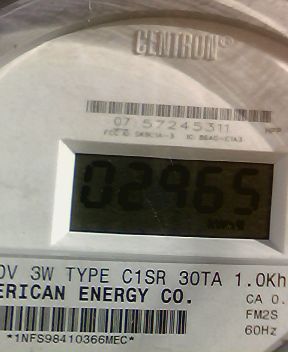 CENTRON®
07 57245311
02965
0V 3W TYPE C1SR 30TA 1.0Kh
ERICAN ENERGY CO.
CA 0.
FM2S
60Hz
*1NFS98410366MEC*